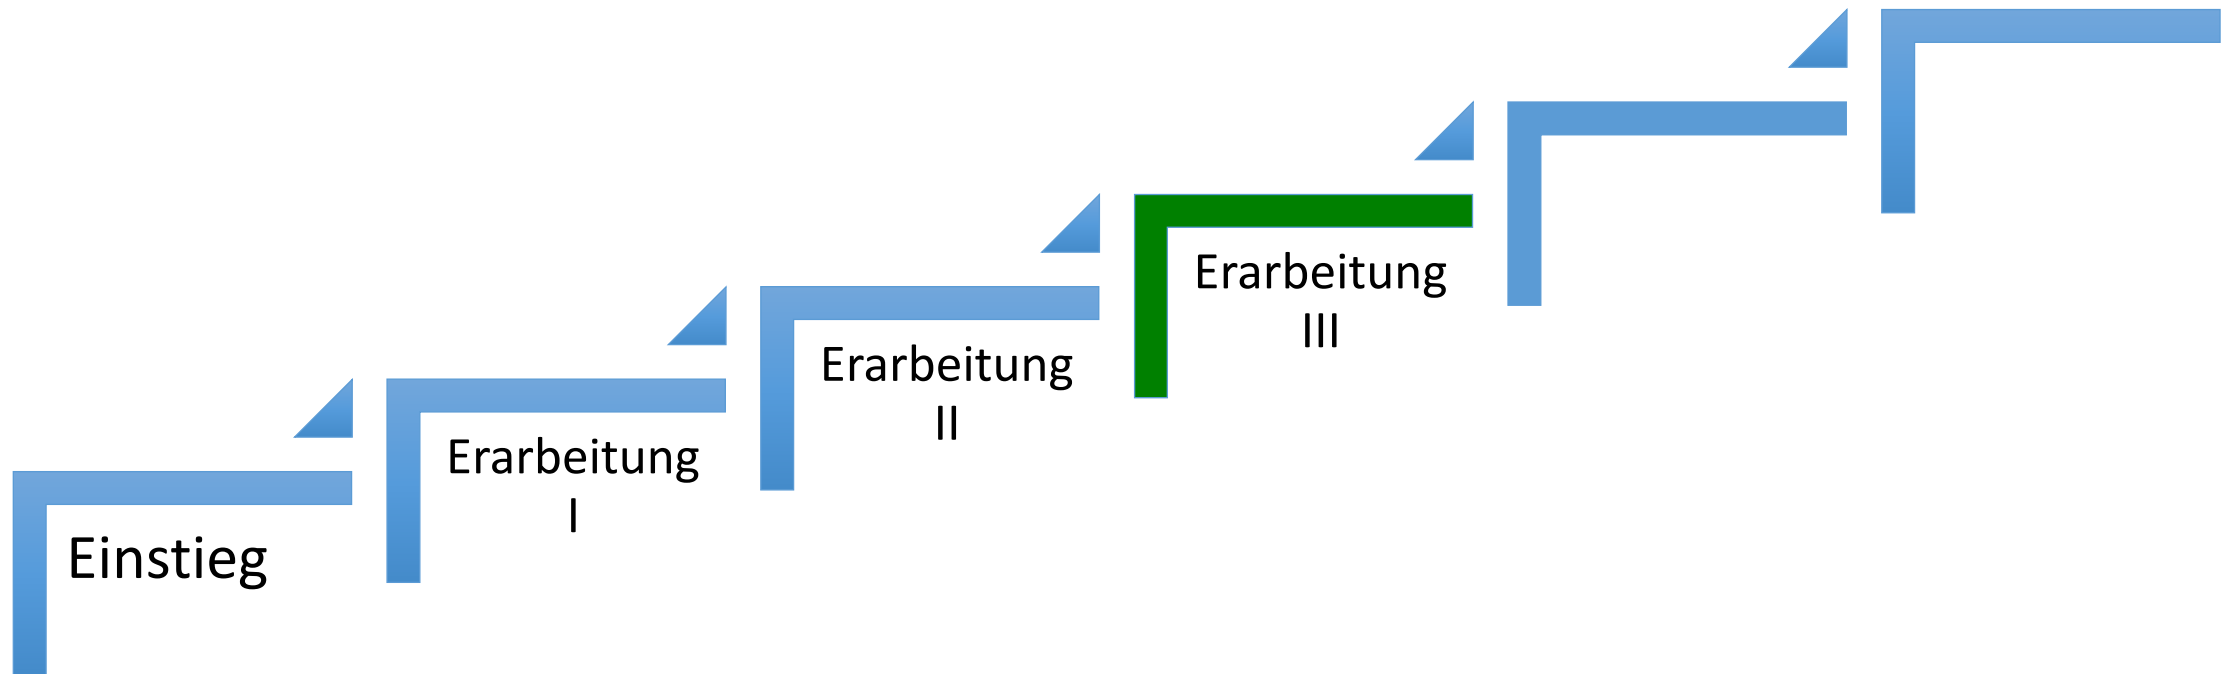 Einstieg
Erarbeitung
I
Erarbeitung
II
Erarbeitung
III